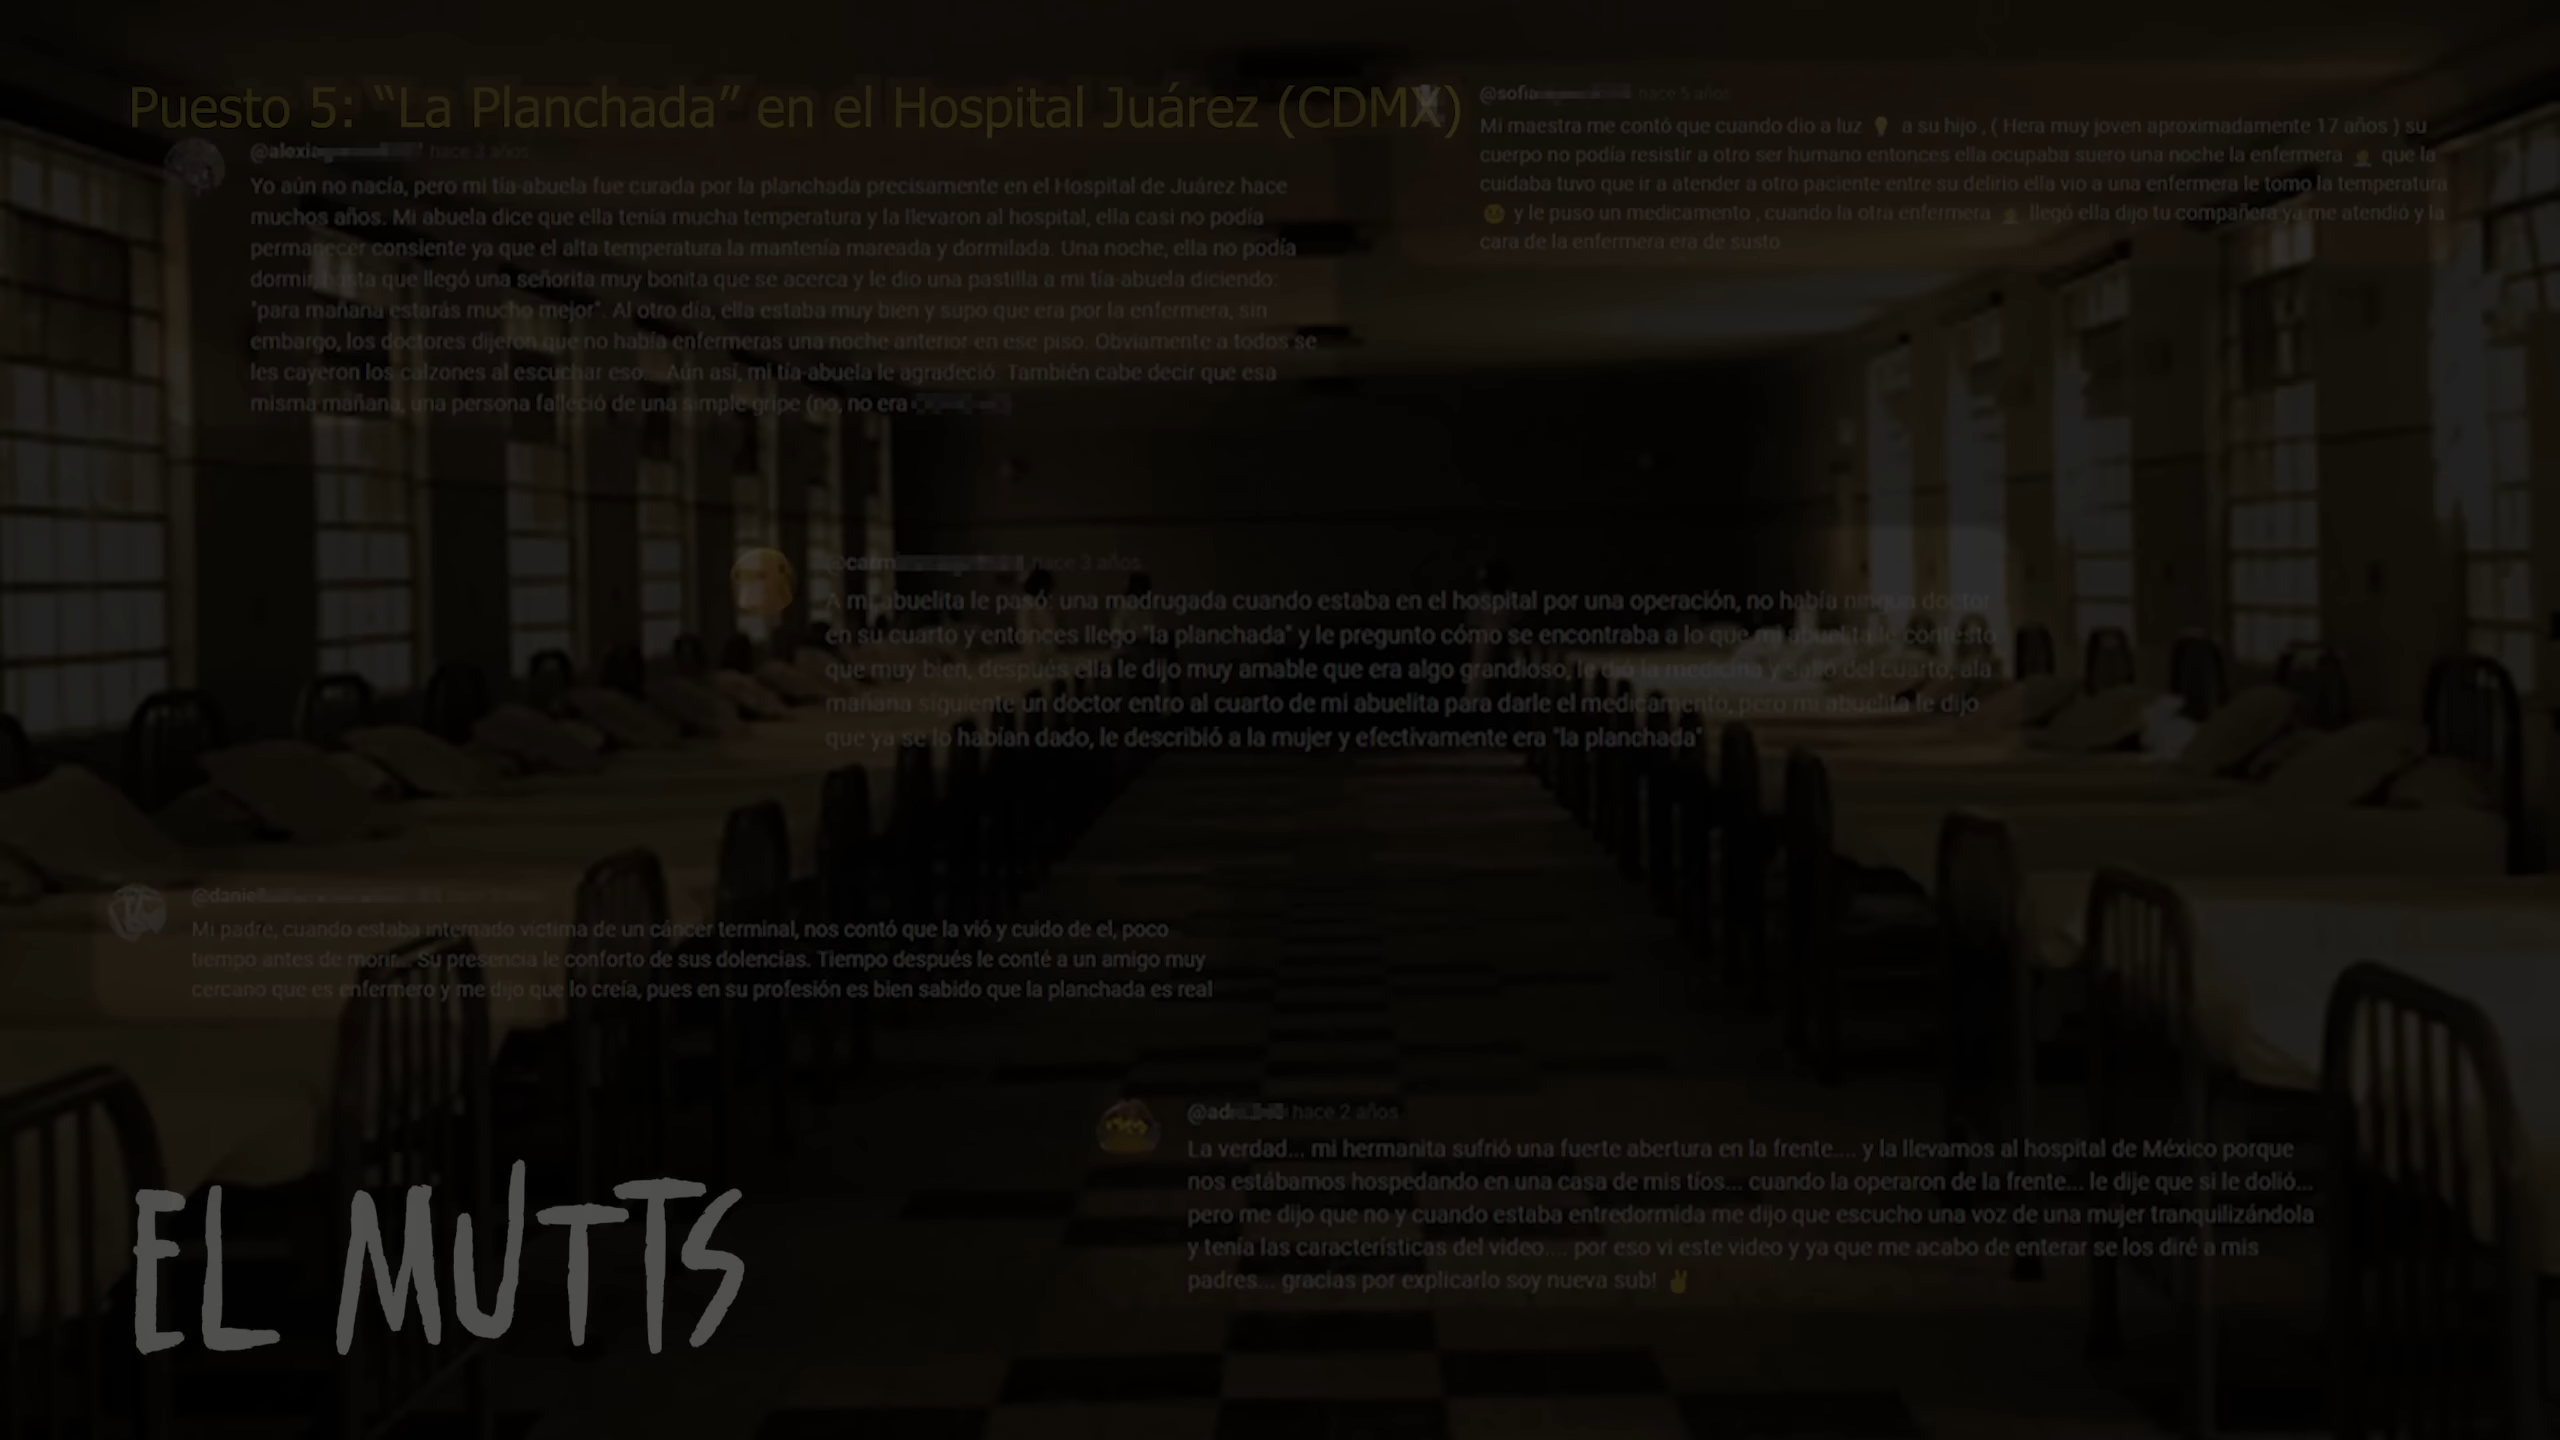 Puesto 5: “La Planchada” en el Hospital Juárez (CDMX)
@alexia hace 3 años
Yo aún no nacía, pero mi tía-abuela fue curada por la planchada precisamente en el Hospital de Juárez hace
muchos años. Mi abuela dice que ella tenía mucha temperatura y la llevaron al hospital, ella casi no podía
permanecer consiente ya que el alta temperatura la mantenía mareada y dormilada. Una noche, ella no podía
dormir, hasta que llegó una señorita muy bonita que se acerca y le dio una pastilla a mi tía-abuela diciendo:
"para mañana estarás mucho mejor". Al otro día, ella estaba muy bien y supo que era por la enfermera, sin
embargo, los doctores dijeron que no había enfermeras una noche anterior en ese piso. Obviamente a todos se
les cayeron los calzones al escuchar eso... Aún así, mi tía-abuela le agradeció. También cabe decir que esa
misma mañana, una persona falleció de una simple gripe (no, no era
@sofia hace 5 años
Mi maestra me contó que cuando dio a luz 💡 a su hijo , ( Hera muy joven aproximadamente 17 años ) su
cuerpo no podía resistir a otro ser humano entonces ella ocupaba suero una noche la enfermera que la
cuidaba tuvo que ir a atender a otro paciente entre su delirio ella vio a una enfermera le tomo la temperatura
y le puso un medicamento , cuando la otra enfermera llegó ella dijo tu compañera ya me atendió y la
cara de la enfermera era de susto
@carm hace 3 años
A mi abuelita le pasó: una madrugada cuando estaba en el hospital por una operación, no había ningun doctor
en su cuarto y entonces llego "la planchada" y le pregunto cómo se encontraba a lo que mi abuelita le contesto
que muy bien, después ella le dijo muy amable que era algo grandioso, le dió la medicina y salió del cuarto, ala
mañana siguiente un doctor entro al cuarto de mi abuelita para darle el medicamento, pero mi abuelita le dijo
que ya se lo habían dado, le describió a la mujer y efectivamente era "la planchada"
@danie
Mi padre, cuando estaba internado víctima de un cáncer terminal, nos contó que la vió y cuido de el, poco
tiempo antes de morir... Su presencia le conforto de sus dolencias. Tiempo después le conté a un amigo muy
cercano que es enfermero y me dijo que lo creía, pues en su profesión es bien sabido que la planchada es real
@ad hace 2 años
La verdad... mi hermanita sufrió una fuerte abertura en la frente.... y la llevamos al hospital de México porque
nos estábamos hospedando en una casa de mis tíos... cuando la operaron de la frente... le dije que si le dolió...
pero me dijo que no y cuando estaba entredormida me dijo que escucho una voz de una mujer tranquilizándola
y tenía las características del video.... por eso vi este video y ya que me acabo de enterar se los diré a mis
padres... gracias por explicarlo soy nueva sub! ✌
EL MUTTS